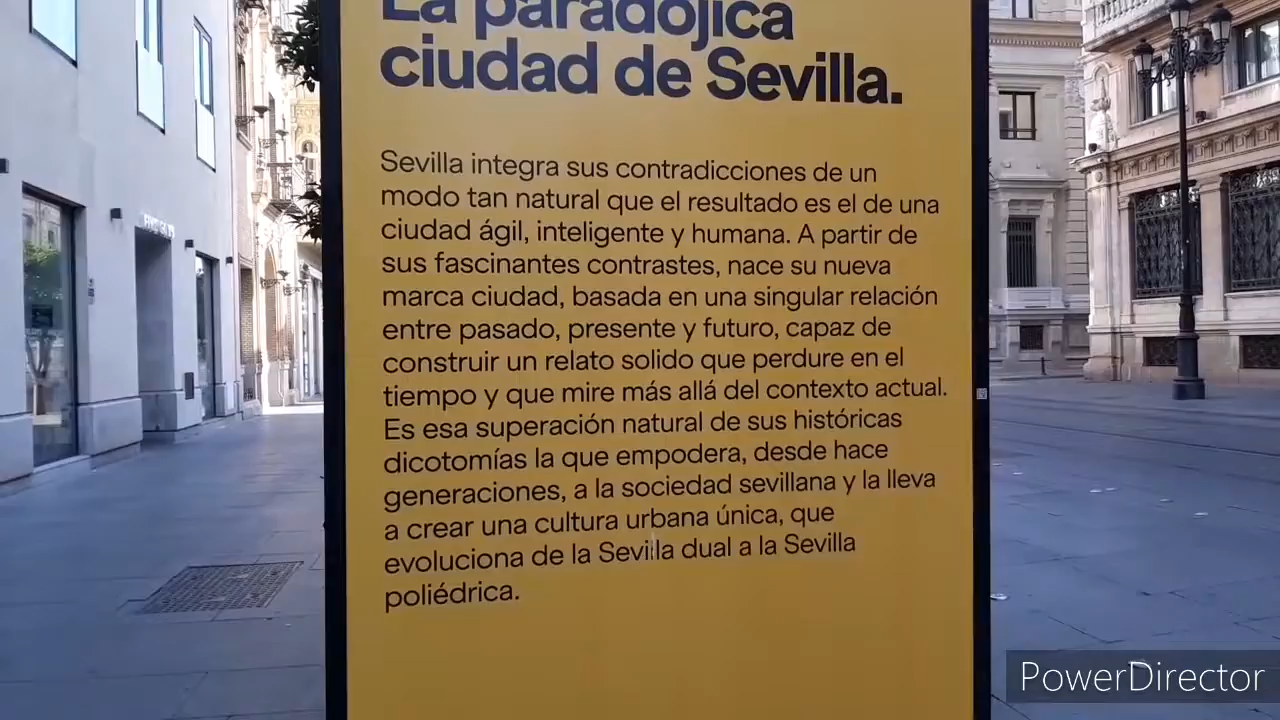 La paradójica
ciudad de Sevilla.
Sevilla integra sus contradicciones de un
modo tan natural que el resultado es el de una
ciudad ágil, inteligente y humana. A partir de
sus fascinantes contrastes, nace su nueva
marca ciudad, basada en una singular relación
entre pasado, presente y futuro, capaz de
construir un relato solido que perdure en el
tiempo y que mire más allá del contexto actual.
Es esa superación natural de sus históricas
dicotomías la que empodera, desde hace
generaciones, a la sociedad sevillana y la lleva
a crear una cultura urbana única, que
evoluciona de la Sevilla dual a la Sevilla
poliédrica.
PowerDirector